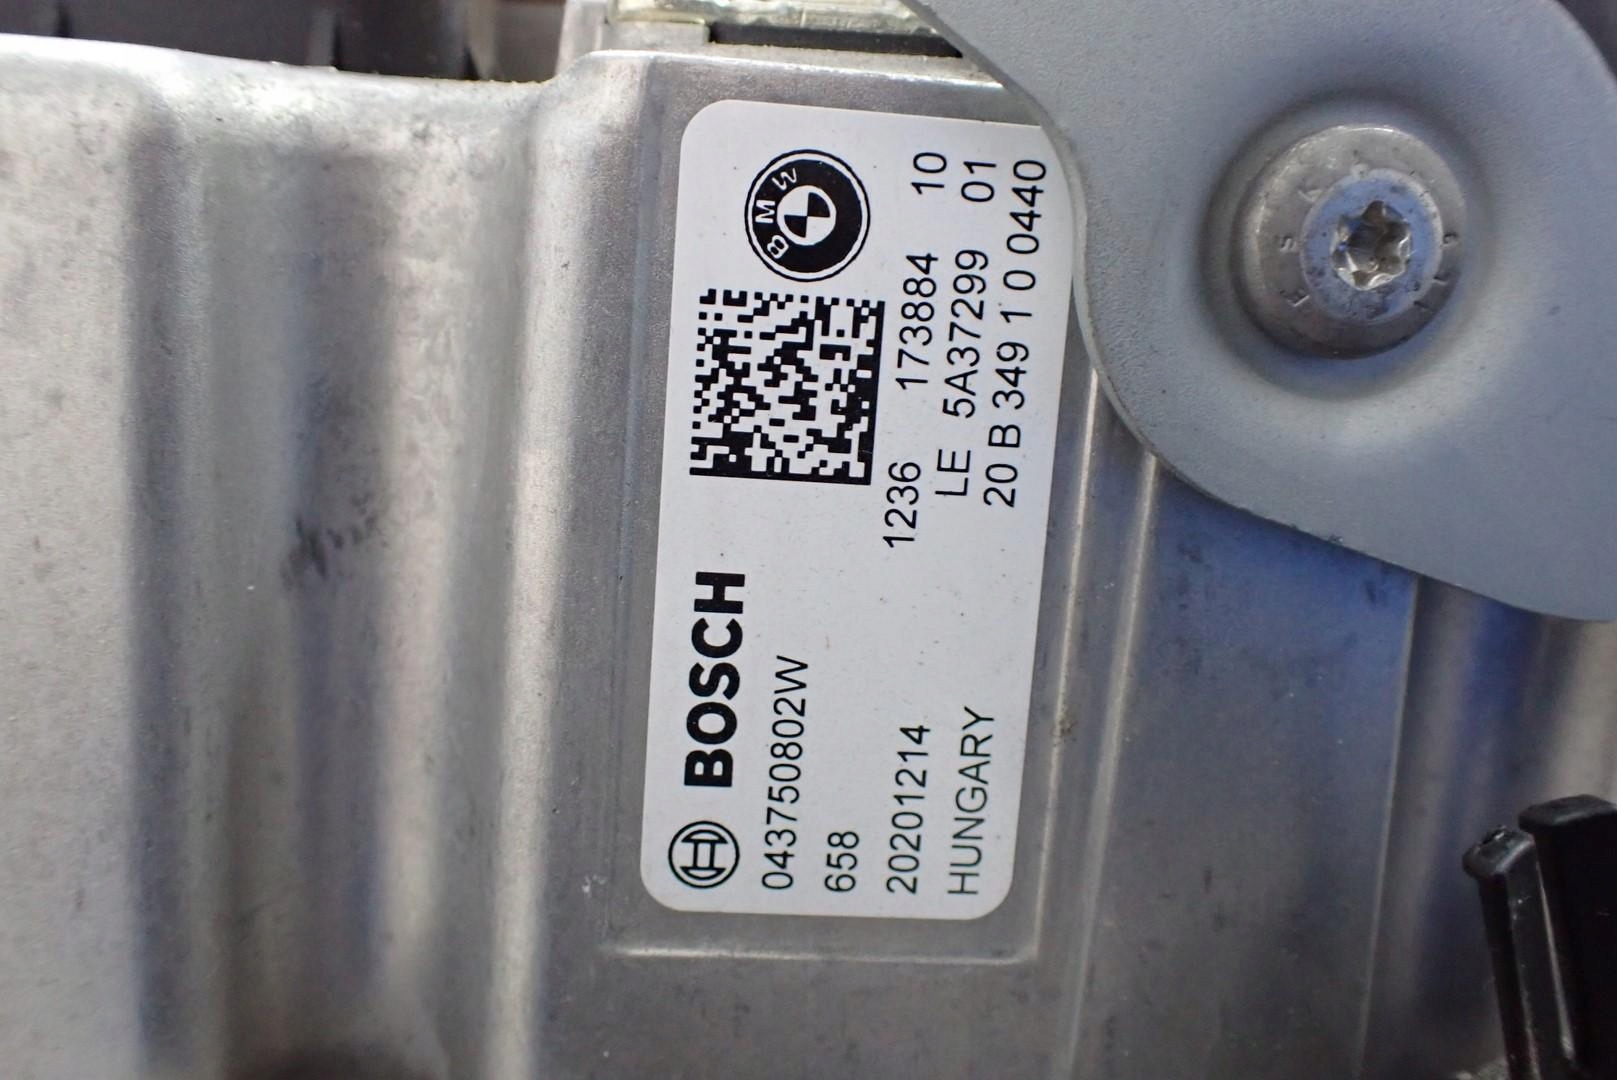 BOSCH
043750802W
658
20201214
HUNGARY
BMW
1236 173884 10
LE 5A37299 01
20 B 349 1 0 0440